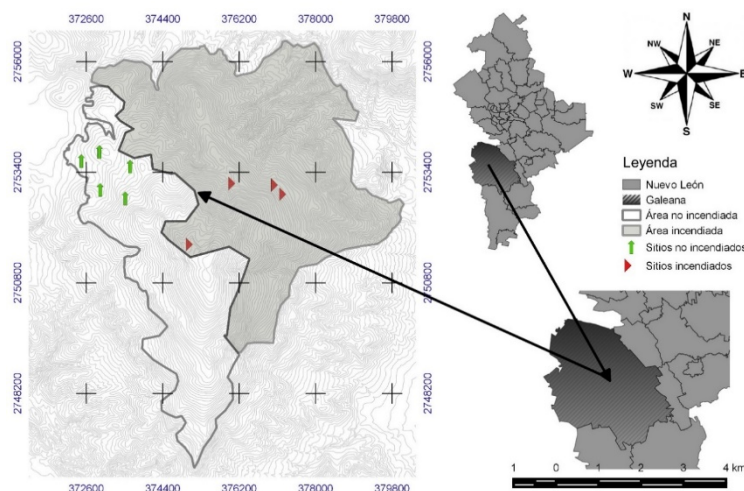 372600 374400 376200 378000 379800
2756000
2753400
2750800
2748200
2756000
2753400
2750800
2748200
372600 374400 376200 378000 379800
N
NW NE
W E
SW SE
S
Leyenda
Nuevo León
Galeana
Área no incendiada
Área incendiada
Sitios no incendiados
Sitios incendiados
1 0 1 2 3 4 km